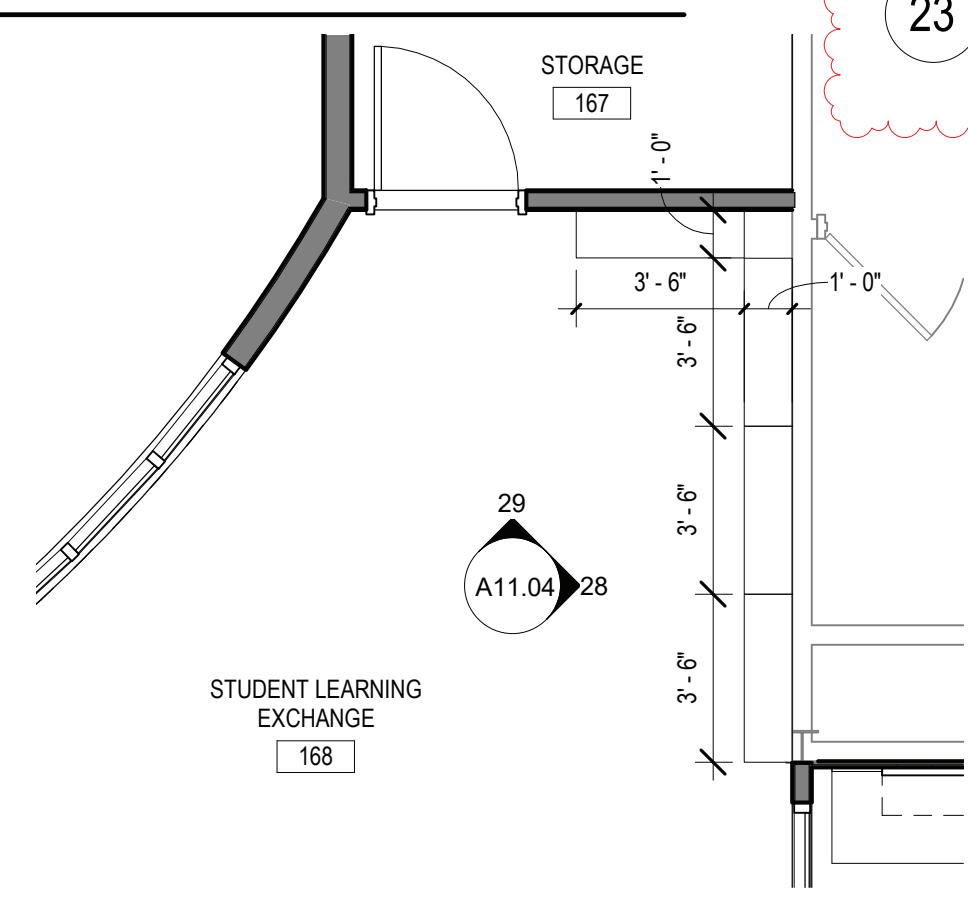 23
STORAGE
167
1' - 0"
3' - 6"
1' - 0"
3' - 6"
3' - 6"
29
A11.04
28
3' - 6"
STUDENT LEARNING
EXCHANGE
168